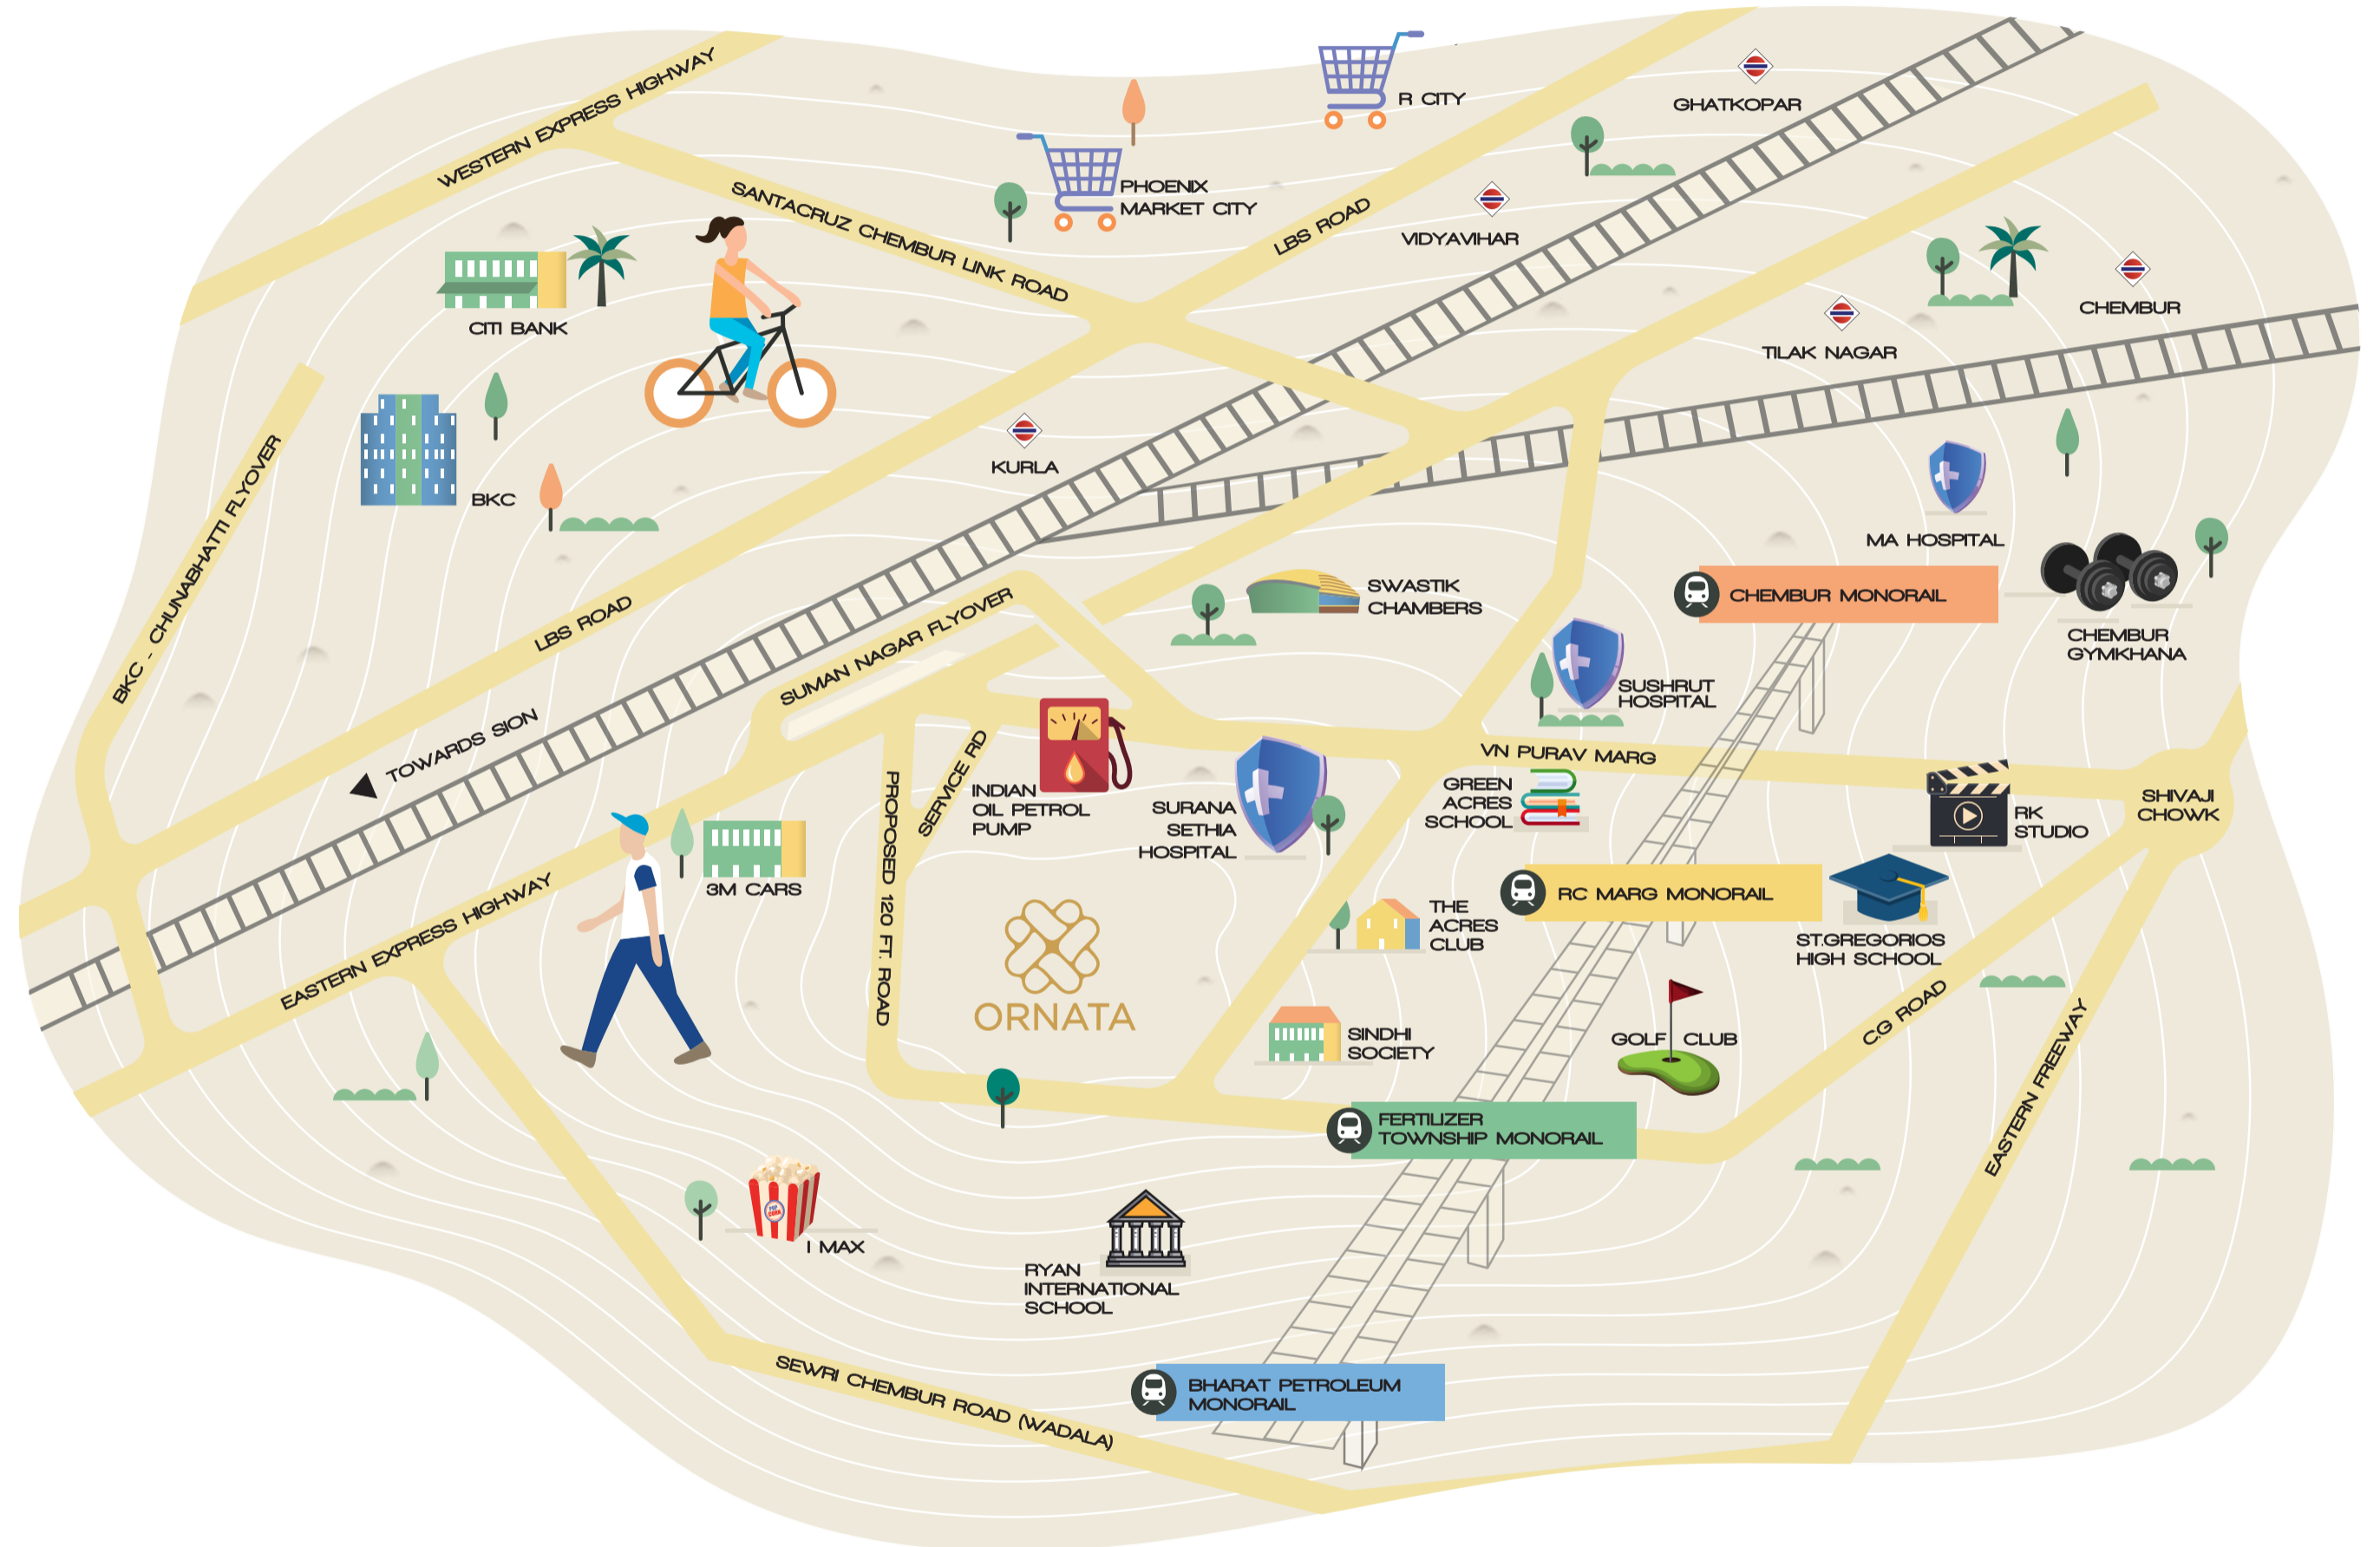 WESTERN EXPRESS HIGHWAY
R CITY
GHATKOPAR
PHOENIX
MARKET CITY
SANTACRUZ CHEMBUR LINK ROAD
LBS ROAD
VIDYAVIHAR
CHEMBUR
TILAK NAGAR
CITI BANK
BKC
KURLA
BKC - CHUNABHATTI FLYOVER
MA HOSPITAL
SWASTIK
CHAMBERS
CHEMBUR MONORAIL
CHEMBUR
GYMKHANA
LBS ROAD
SUMAN NAGAR FLYOVER
SUSHRUT
HOSPITAL
TOWARDS SION
VN PURAV MARG
SERVICE RD
PROPOSED 120 FT. ROAD
INDIAN
OIL PETROL
PUMP
SURANA
SETHIA
HOSPITAL
GREEN
ACRES
SCHOOL
RK
STUDIO
SHIVAJI
CHOWK
3M CARS
EASTERN EXPRESS HIGHWAY
RC MARG MONORAIL
THE
ACRES
CLUB
ST.GREGORIOS
HIGH SCHOOL
ORNATA
SINDHI
SOCIETY
GOLF CLUB
C.G ROAD
EASTERN FREEWAY
FERTILIZER
TOWNSHIP MONORAIL
I MAX
RYAN
INTERNATIONAL
SCHOOL
SEWRI CHEMBUR ROAD (WADALA)
BHARAT PETROLEUM
MONORAIL